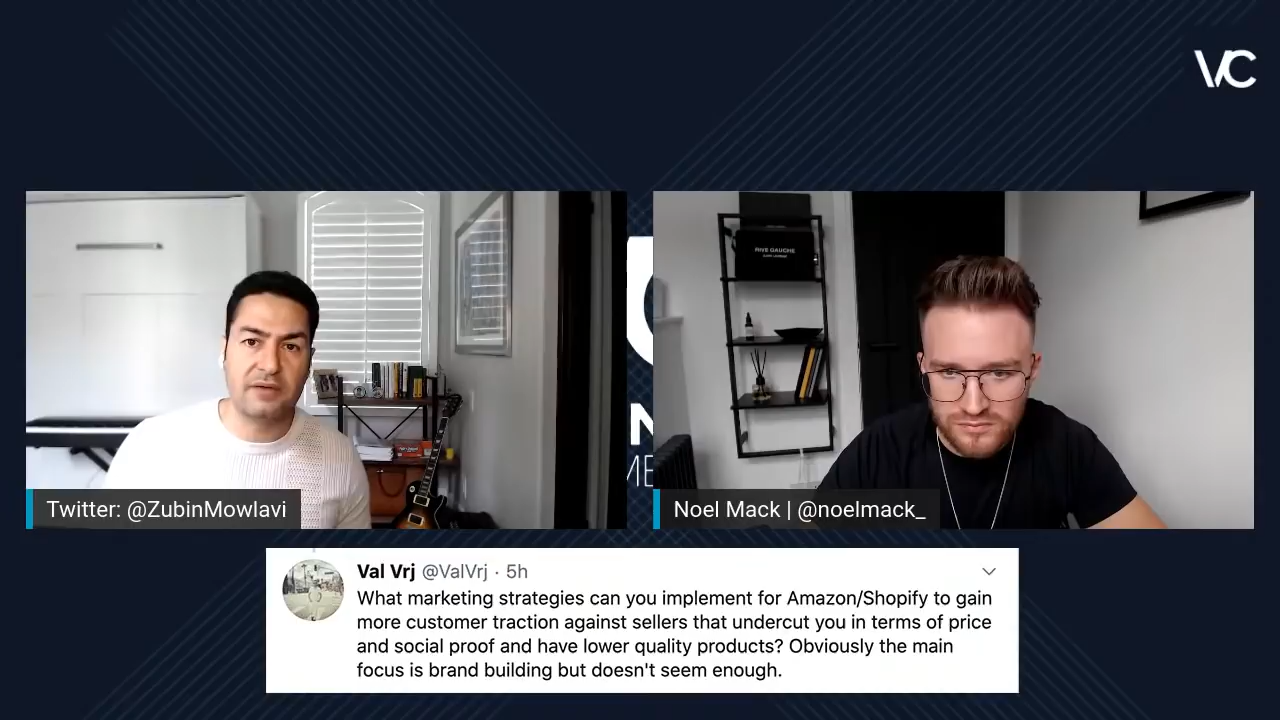 VC
RIVE GAUCHE
Twitter: @ZubinMowlavi
Noel Mack | @noelmack_
Val Vrj @ValVrj · 5h
What marketing strategies can you implement for Amazon/Shopify to gain
more customer traction against sellers that undercut you in terms of price
and social proof and have lower quality products? Obviously the main
focus is brand building but doesn't seem enough.